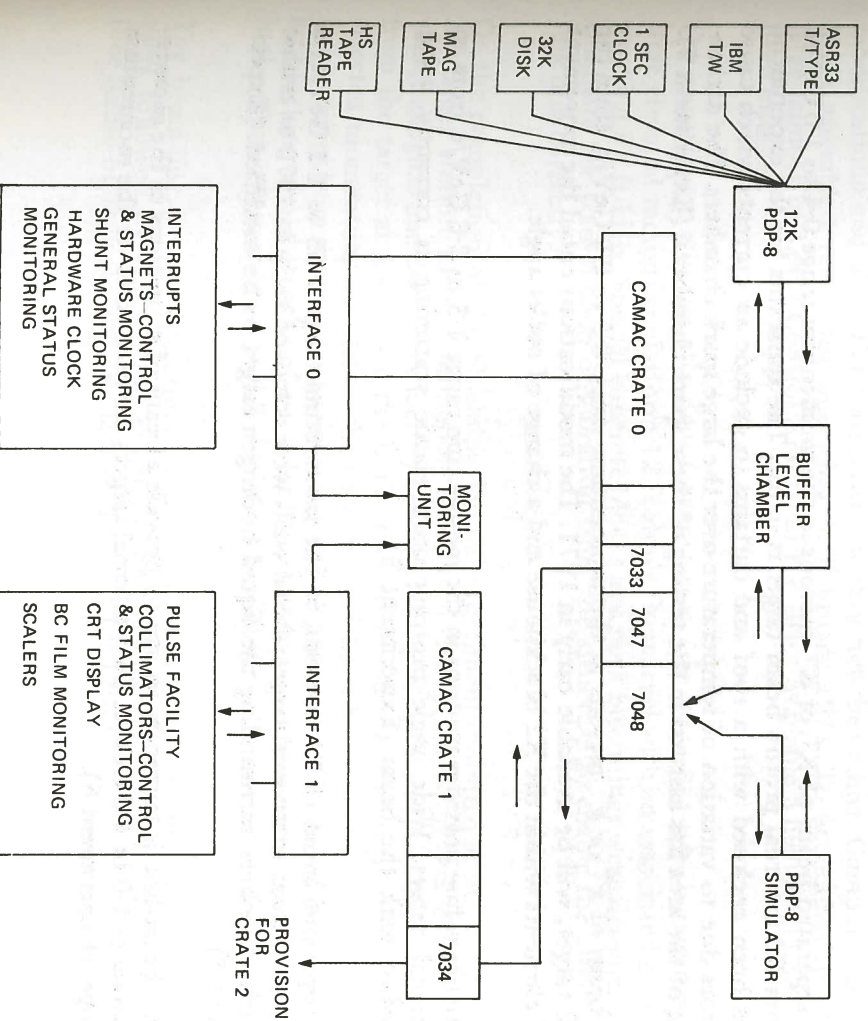 ASR33
T/TYPE
IBM
T/W
1 SEC
CLOCK
32K
DISK
MAG
TAPE
HS
TAPE
READER
12K
PDP-8
BUFFER
LEVEL
CHAMBER
PDP-8
SIMULATOR
CAMAC CRATE 0
7033
7047
7048
CAMAC CRATE 1
7034
PROVISION
FOR
CRATE 2
INTERFACE 0
MONI-
TORING
UNIT
INTERFACE 1
INTERRUPTS
MAGNETS–CONTROL
& STATUS MONITORING
SHUNT MONITORING
HARDWARE CLOCK
GENERAL STATUS
MONITORING
PULSE FACILITY
COLLIMATORS–CONTROL
& STATUS MONITORING
CRT DISPLAY
BC FILM MONITORING
SCALERS